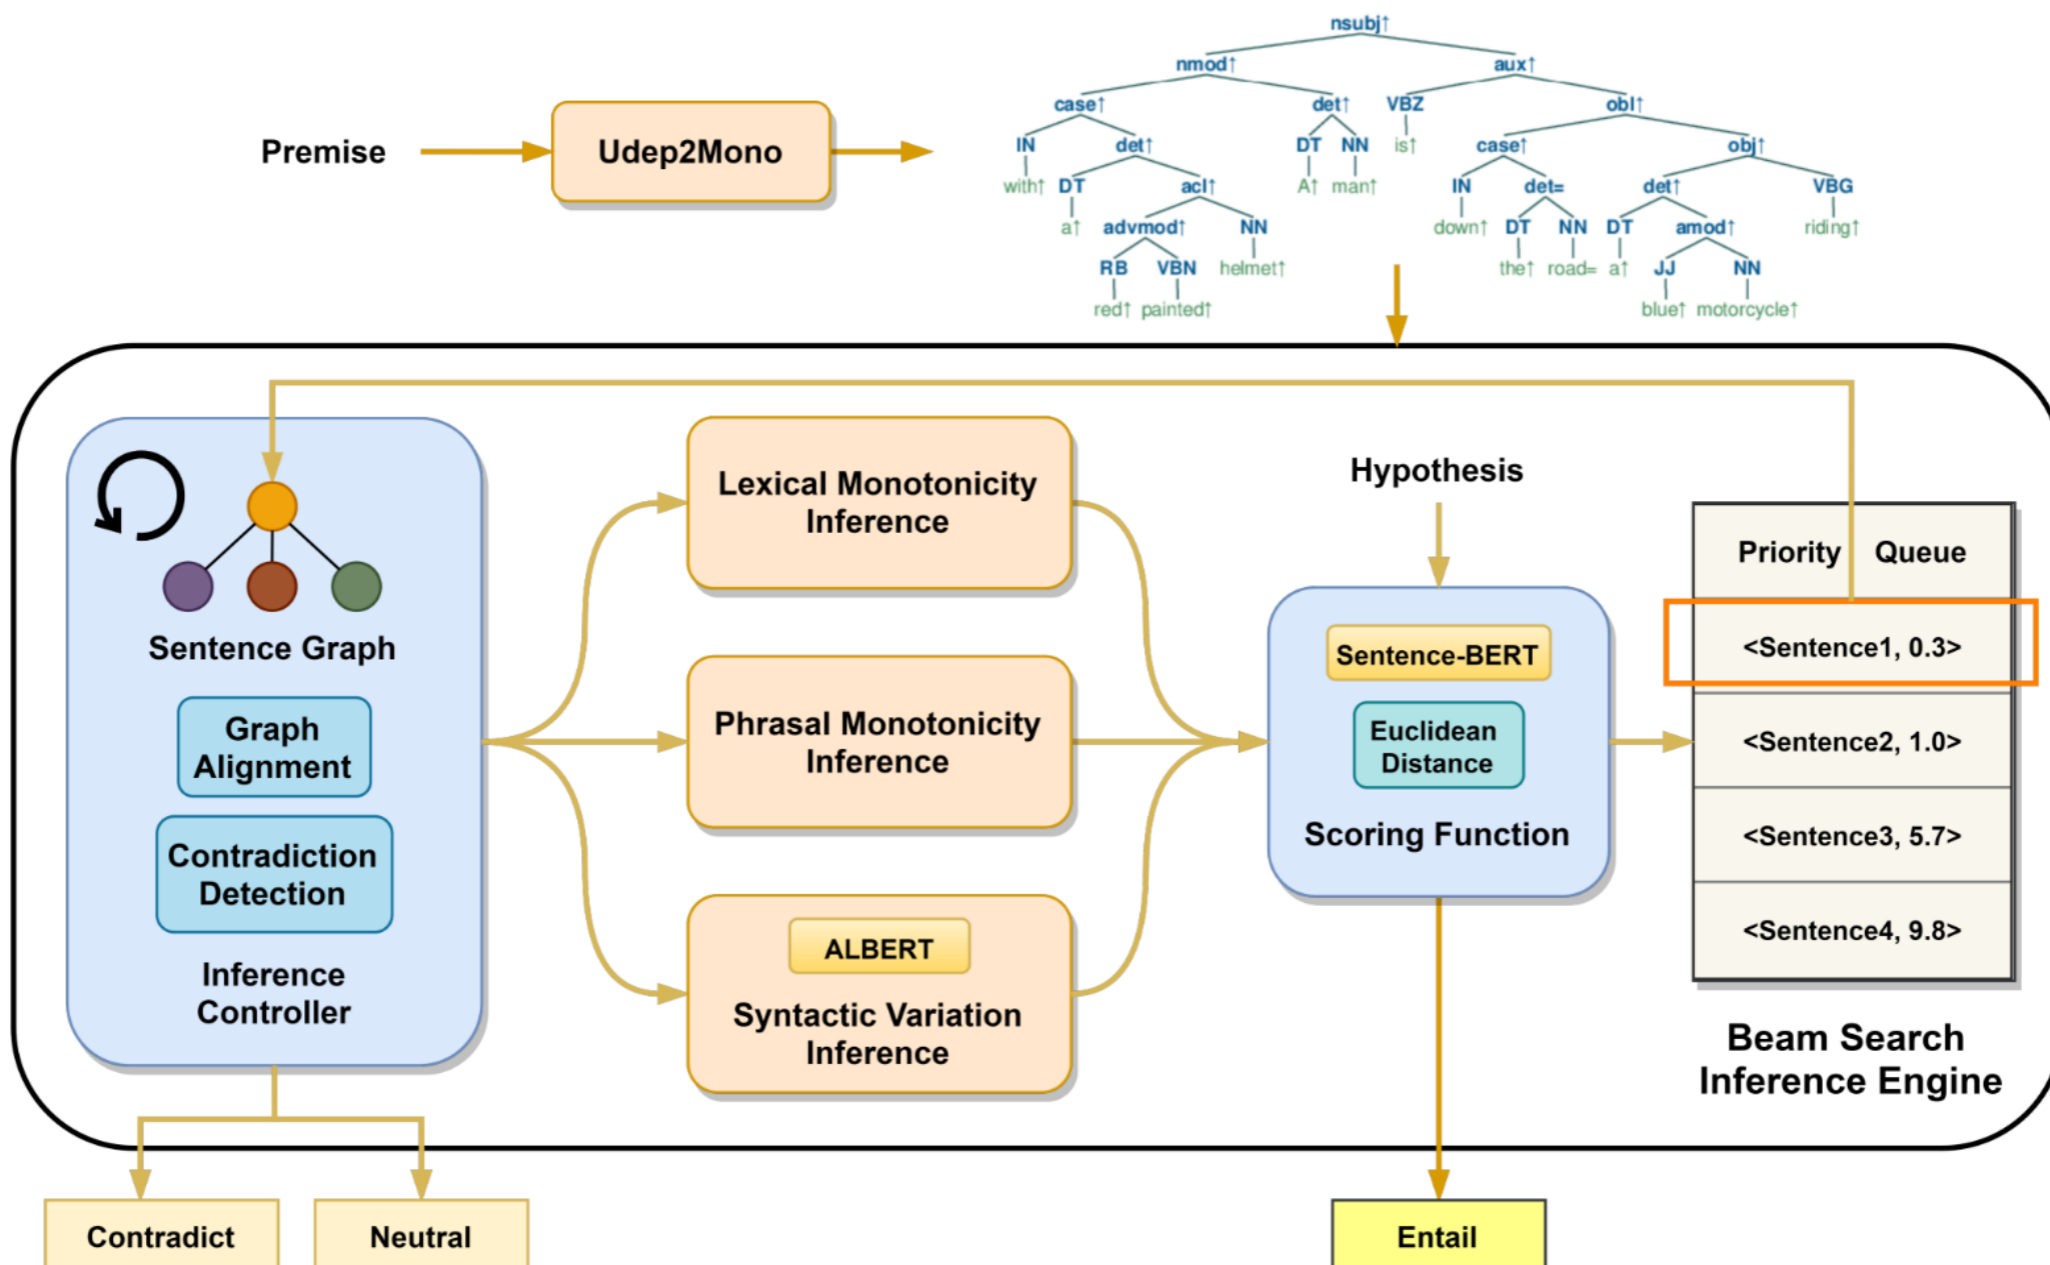 nsubj↑
nmod↑ aux↑
case↑ det↑ VBZ obl↑
IN det↑ DT NN is↑ case↑ obj↑
with↑ DT acl↑ A↑ man↑ IN det= det↑ VBG
a↑ advmod↑ NN down↑ DT NN DT amod↑ riding↑
RB VBN helmet↑ the↑ road= a↑ JJ NN
red↑ painted↑ blue↑ motorcycle↑
Premise
Udep2Mono
Sentence Graph
Graph
Alignment
Contradiction
Detection
Inference
Controller
Lexical Monotonicity
Inference
Phrasal Monotonicity
Inference
ALBERT
Syntactic Variation
Inference
Hypothesis
Sentence-BERT
Euclidean
Distance
Scoring Function
Priority Queue
<Sentence1, 0.3>
<Sentence2, 1.0>
<Sentence3, 5.7>
<Sentence4, 9.8>
Beam Search
Inference Engine
Contradict
Neutral
Entail